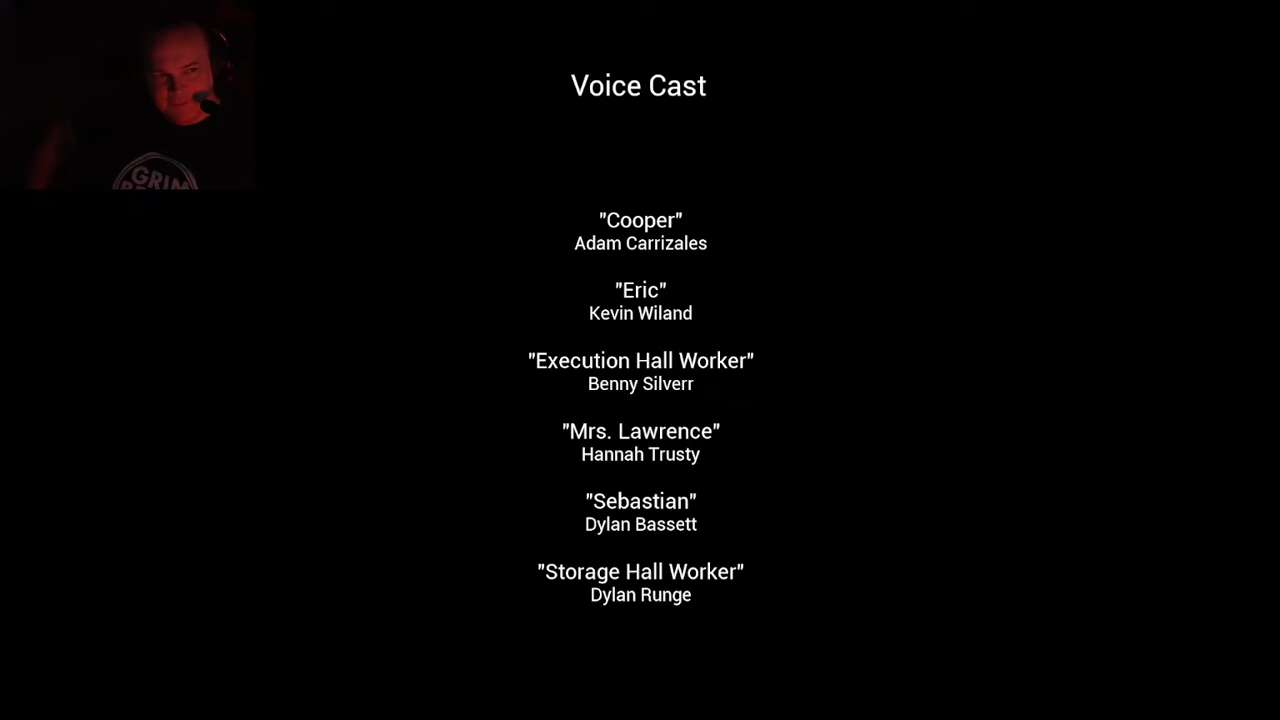 Voice Cast
"Cooper"
Adam Carrizales
"Eric"
Kevin Wiland
"Execution Hall Worker"
Benny Silverr
"Mrs. Lawrence"
Hannah Trusty
"Sebastian"
Dylan Bassett
"Storage Hall Worker"
Dylan Runge
GRIM